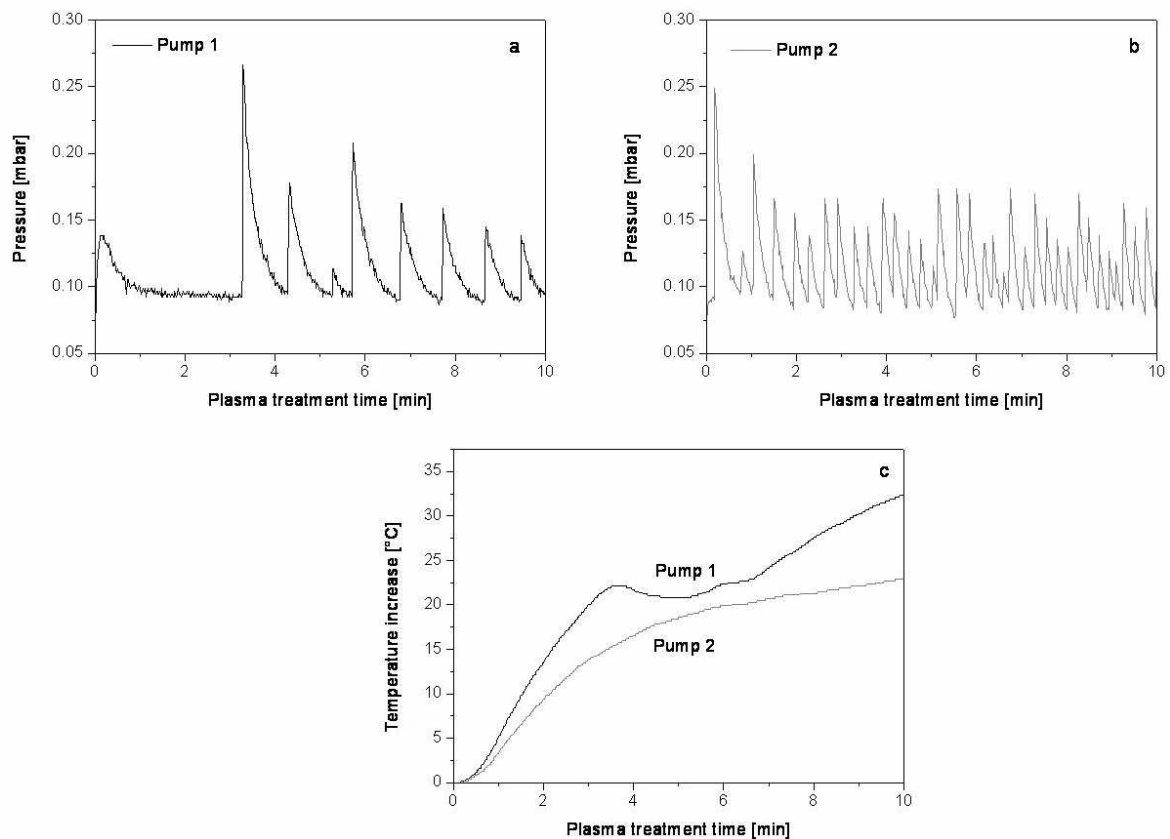 Pump 1
a
0.30
0.25
0.20
0.15
0.10
0.05
Pressure [mbar]
0 2 4 6 8 10
Plasma treatment time [min]
Pump 2
b
0.30
0.25
0.20
0.15
0.10
0.05
Pressure [mbar]
0 2 4 6 8 10
Plasma treatment time [min]
c
35
30
25
20
15
10
5
0
Temperature increase [°C]
Pump 1
Pump 2
0 2 4 6 8 10
Plasma treatment time [min]